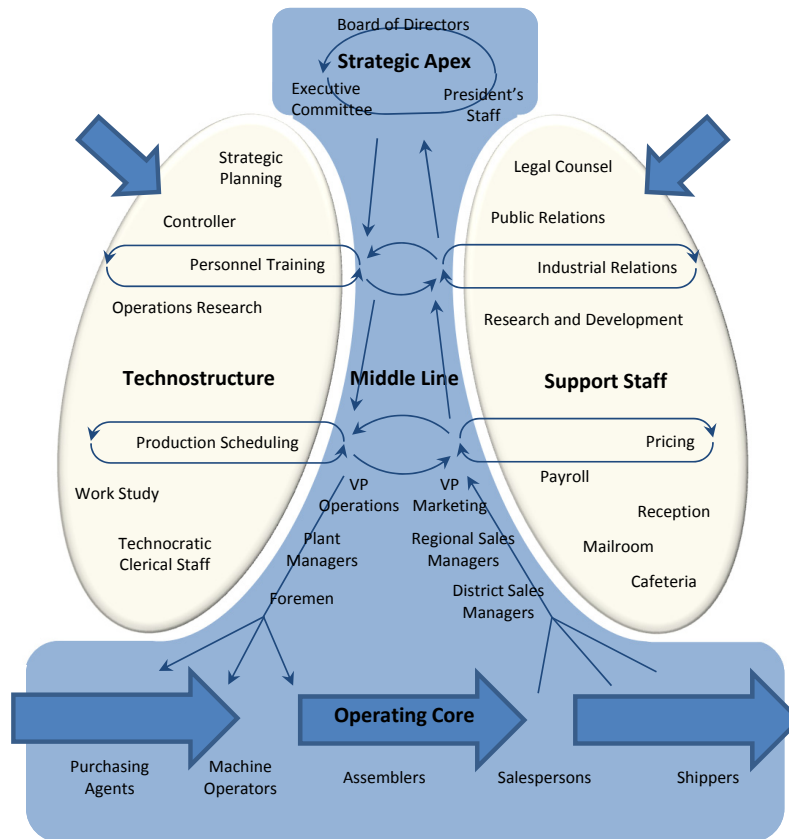 Board of Directors
Strategic Apex
Executive
Committee
President’s
Staff
Strategic
Planning
Controller
Personnel Training
Operations Research
Technostructure
Production Scheduling
Work Study
Technocratic
Clerical Staff
Middle Line
VP
Operations
Plant
Managers
Foremen
VP
Marketing
Regional Sales
Managers
District Sales
Managers
Legal Counsel
Public Relations
Industrial Relations
Research and Development
Support Staff
Pricing
Payroll
Reception
Mailroom
Cafeteria
Operating Core
Purchasing
Agents
Machine
Operators
Assemblers
Salespersons
Shippers